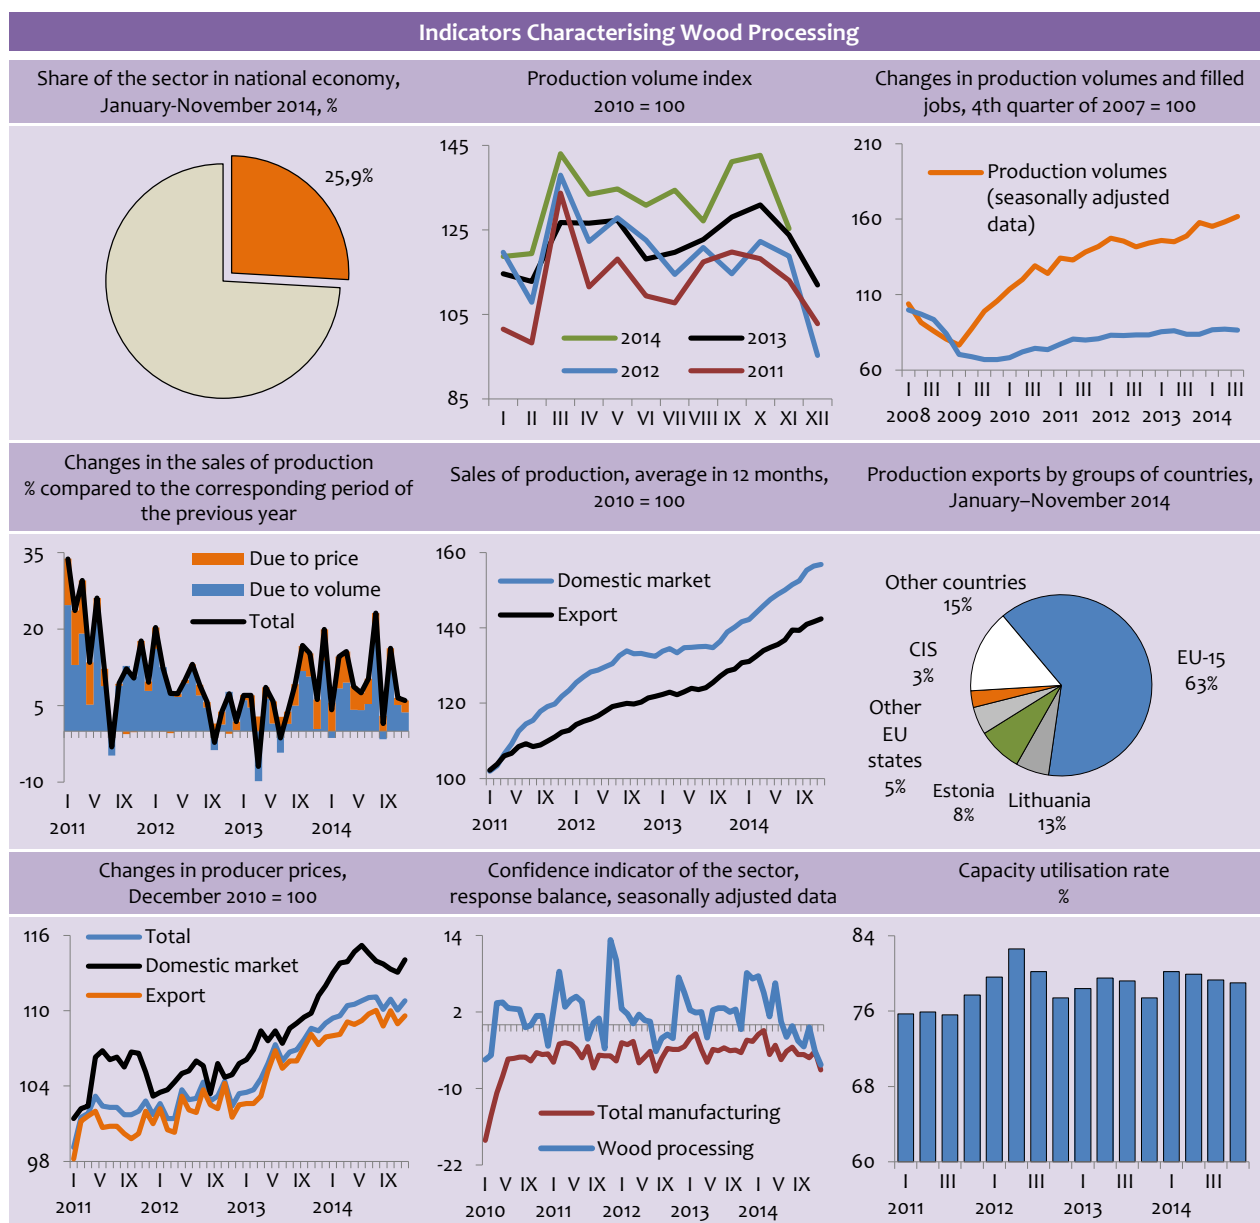 Indicators Characterising Wood Processing
Share of the sector in national economy,
January-November 2014, %
25,9%
Production volume index
2010 = 100
145
125
105
85
2014
2013
2012
2011
I II III IV V VI VII VIII IX X XI XII
Changes in production volumes and filled
jobs, 4th quarter of 2007 = 100
210
160
110
60
Production volumes
(seasonally adjusted
data)
I III I III I III I III I III I III I III
2008 2009 2010 2011 2012 2013 2014
Changes in the sales of production
% compared to the corresponding period of
the previous year
35
20
5
-10
Due to price
Due to volume
Total
I V IX I V IX I V IX I V IX
2011 2012 2013 2014
Sales of production, average in 12 months,
2010 = 100
160
140
120
100
Domestic market
Export
I V IX I V IX I V IX I V IX
2011 2012 2013 2014
Production exports by groups of countries,
January–November 2014
Other countries
15%
EU-15
63%
CIS
3%
Other
EU
states
5%
Estonia
8%
Lithuania
13%
Changes in producer prices,
December 2010 = 100
116
110
104
98
Total
Domestic market
Export
I V IX I V IX I V IX I V IX
2011 2012 2013 2014
Confidence indicator of the sector,
response balance, seasonally adjusted data
14
2
-10
-22
Total manufacturing
Wood processing
I V IX I V IX I V IX I V IX I V IX
2010 2011 2012 2013 2014
Capacity utilisation rate
%
84
76
68
60
I III I III I III I III
2011 2012 2013 2014